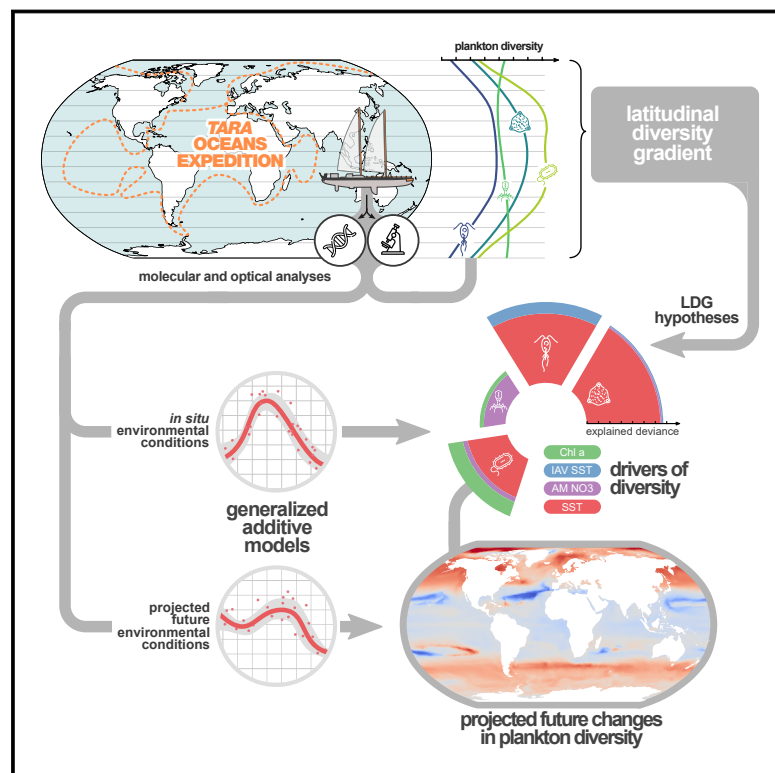 plankton diversity
TARA
OCEANS
EXPEDITION
latitudinal
diversity
gradient
molecular and optical analyses
LDG
hypotheses
in situ
environmental
conditions
explained deviance
Chl a
IAV SST
AM NO3
SST
drivers of
diversity
generalized
additive
models
projected
future
environmental
conditions
projected future changes
in plankton diversity